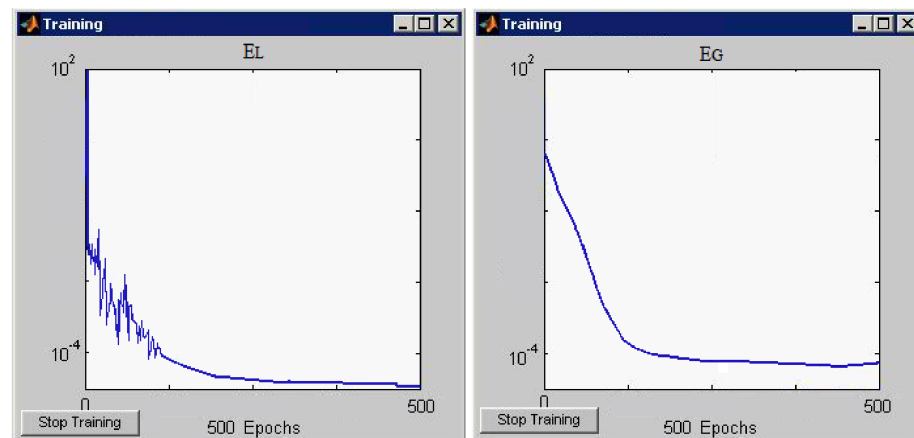 Training
EL
10^2
10^-4
0
500
500 Epochs
Stop Training
Training
EG
10^2
10^-4
0
500
500 Epochs
Stop Training